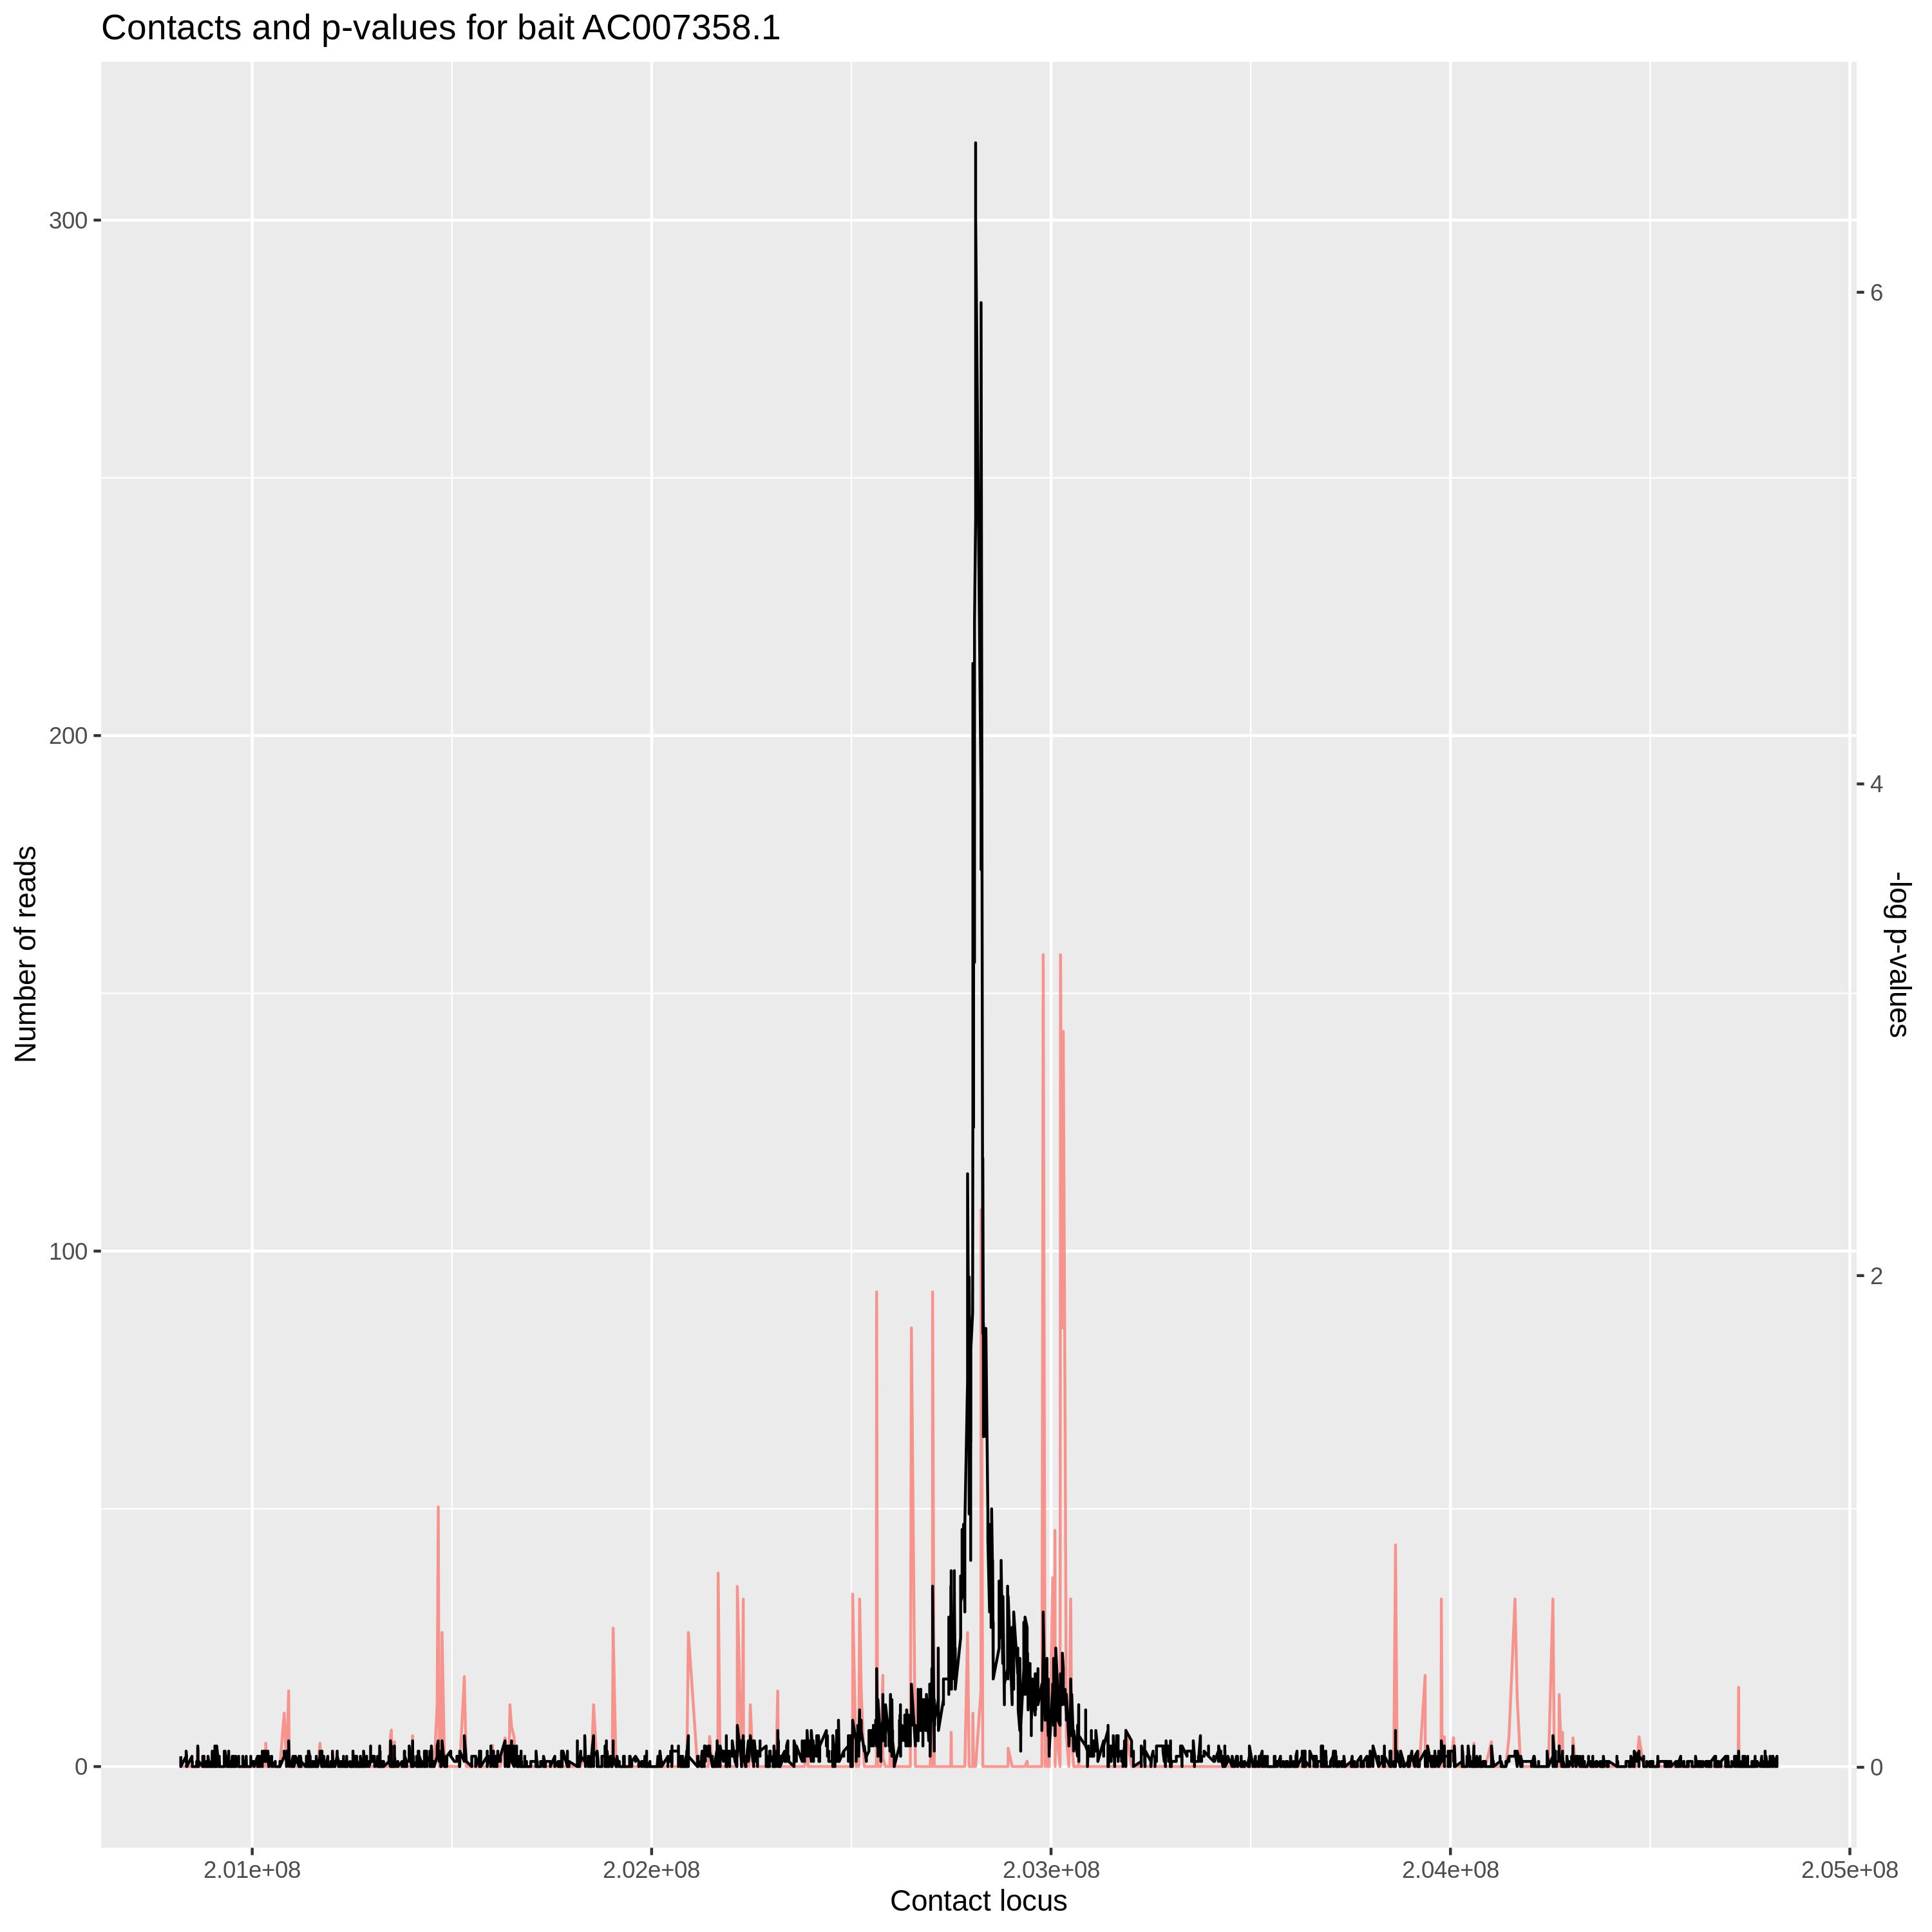 Contacts and p-values for bait AC007358.1
300
200
100
0
Number of reads
6
4
2
0
-log p-values
2.01e+08
2.02e+08
2.03e+08
2.04e+08
2.05e+08
Contact locus